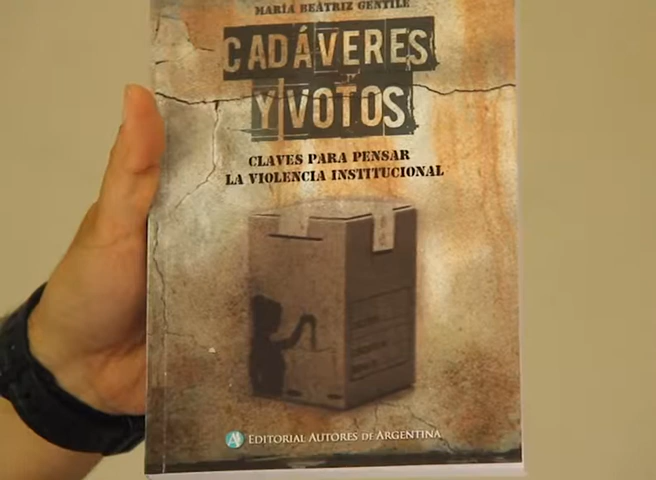 MARÍA BEATRIZ GENTILE
CADÁVERES
Y VOTOS
CLAVES PARA PENSAR
LA VIOLENCIA INSTITUCIONAL
EDITORIAL AUTORES DE ARGENTINA